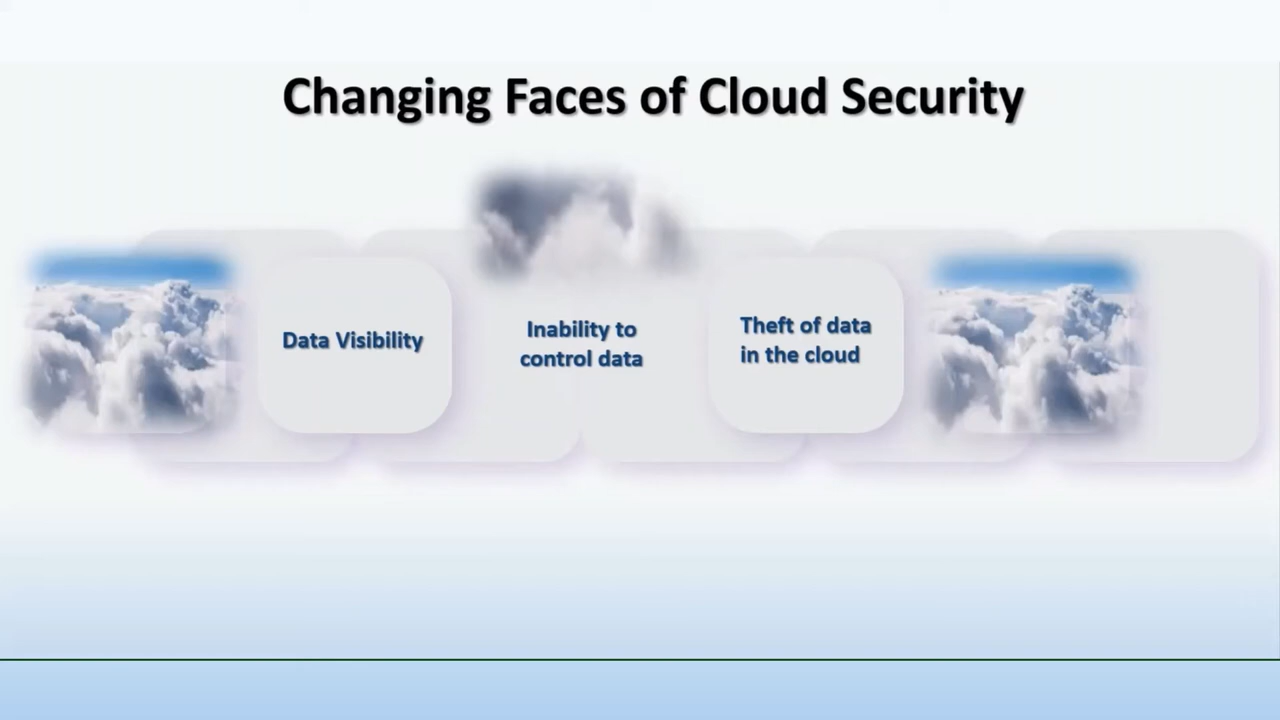 Changing Faces of Cloud Security
Data Visibility
Inability to
control data
Theft of data
in the cloud